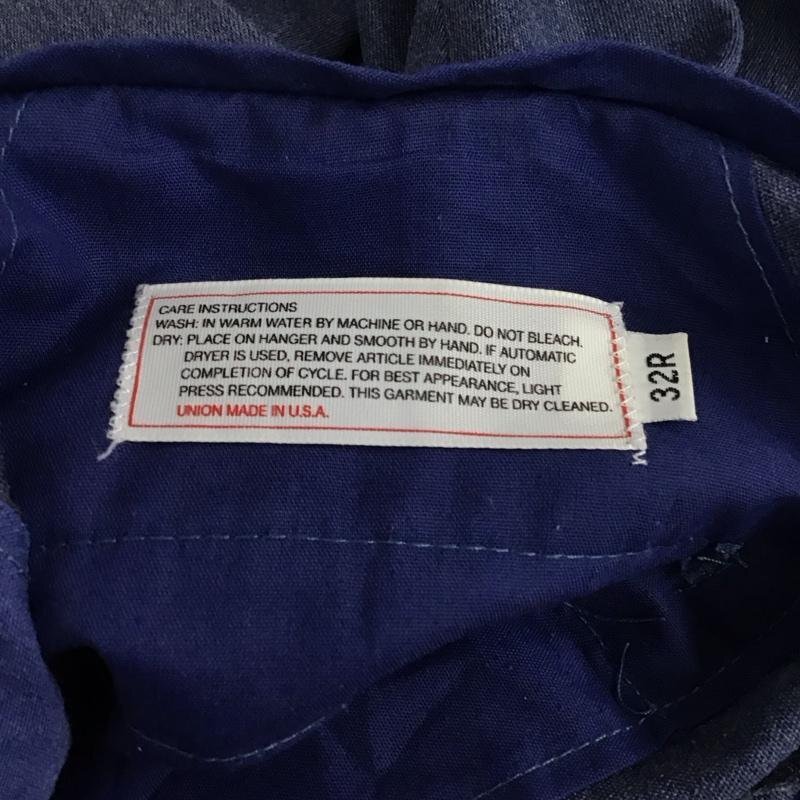 CARE INSTRUCTIONS
WASH: IN WARM WATER BY MACHINE OR HAND. DO NOT BLEACH.
DRY: PLACE ON HANGER AND SMOOTH BY HAND. IF AUTOMATIC
DRYER IS USED, REMOVE ARTICLE IMMEDIATELY ON
COMPLETION OF CYCLE. FOR BEST APPEARANCE, LIGHT
PRESS RECOMMENDED. THIS GARMENT MAY BE DRY CLEANED.
UNION MADE IN U.S.A.
32R